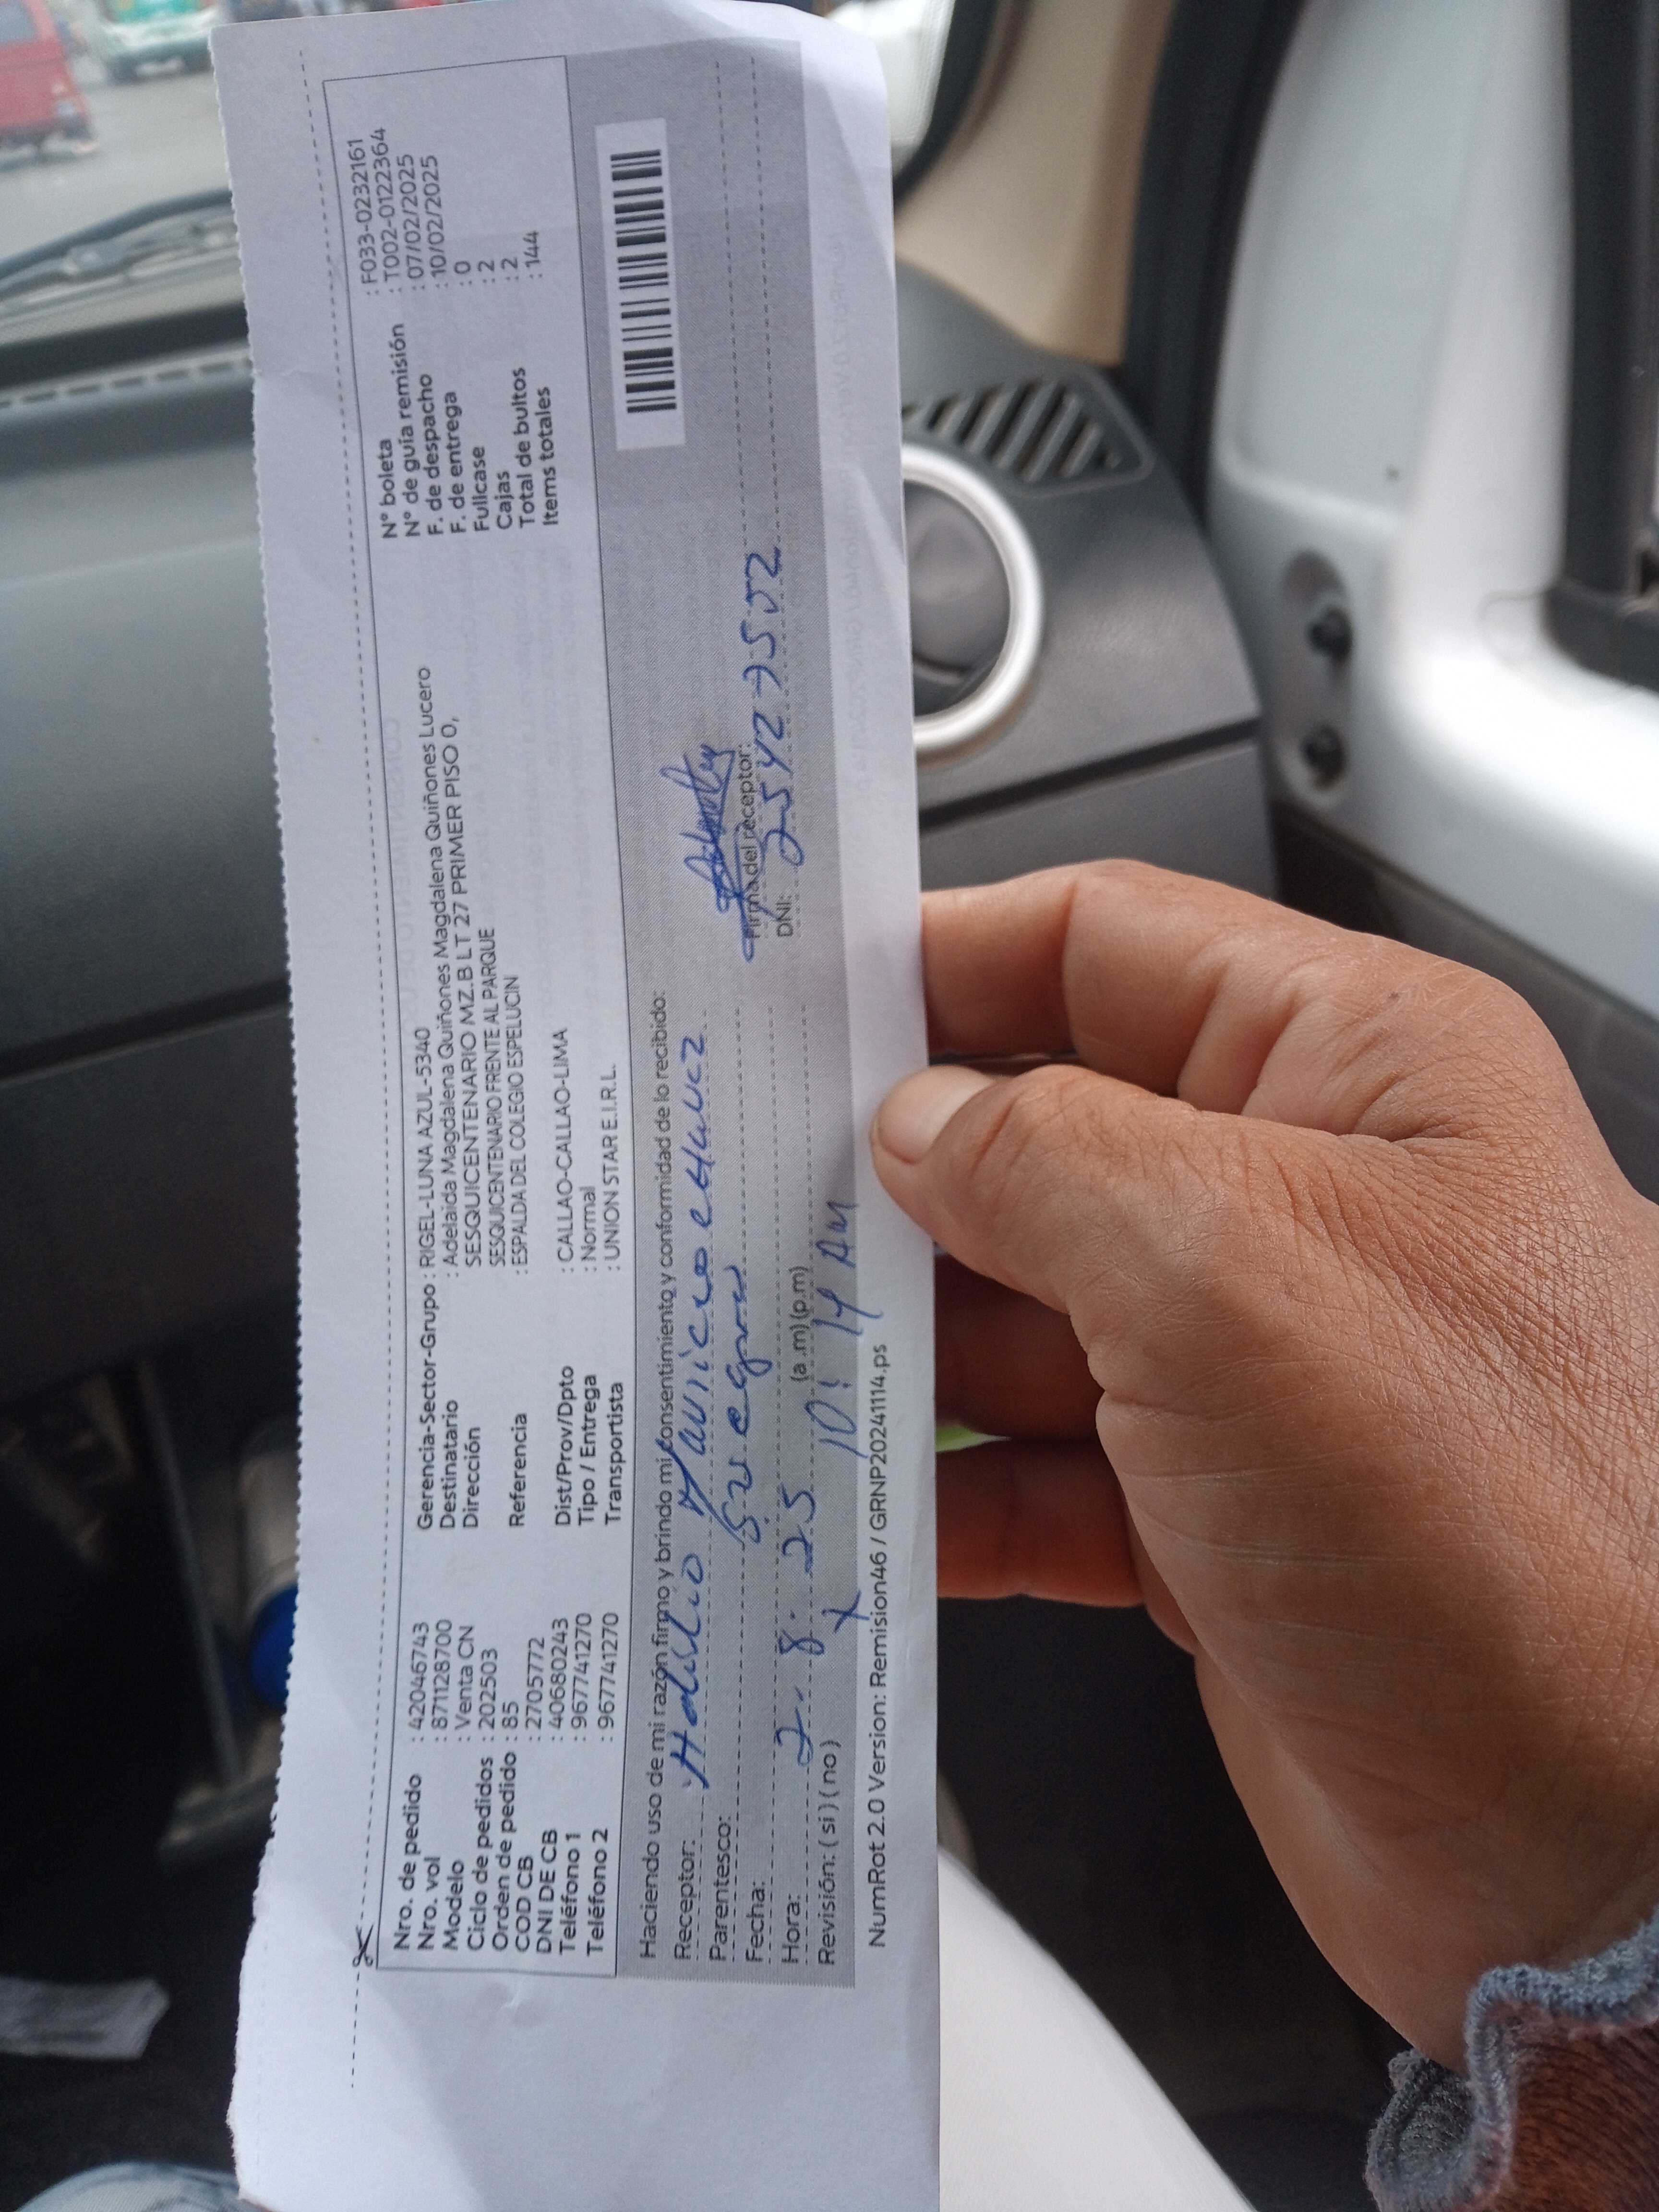 Nro. de pedido : 42046743
Nro. vol : 871128700
Modelo : Venta CN
Ciclo de pedidos : 202503
Orden de pedido : 85
COD CB : 2705772
DNI DE CB : 40680243
Teléfono 1 : 967741270
Teléfono 2 : 967741270
Gerencia-Sector-Grupo : RIGEL-LUNA AZUL-5340
Destinatario : Adelaida Magdalena Quiñones Magdalena Quiñones Lucero
Dirección SESQUICENTENARIO MZ.B LT 27 PRIMER PISO 0,
SESQUICENTENARIO FRENTE AL PARQUE
Referencia : ESPALDA DEL COLEGIO ESPELUCIN
Dist/Prov/Dpto : CALLAO-CALLAO-LIMA
Tipo / Entrega : Normal
Transportista : UNION STAR E.I.R.L.
N° boleta : F033-0232161
N° de guía remisión : T002-0122364
F. de despacho : 07/02/2025
F. de entrega : 10/02/2025
Fullcase : 0
Cajas : 2
Total de bultos : 2
Items totales : 144
Haciendo uso de mi razón firmo y brindo mi consentimiento y conformidad de lo recibido:
Receptor:
Parentesco:
Fecha: 2. 8. 25
Hora: (a .m) (p.m) 10: 14 AM
Revisión: ( si ) ( no ) X
Firma del receptor:
DNI: 25427502
NumRot 2.0 Version: Remision46 / GRNP20241114.ps